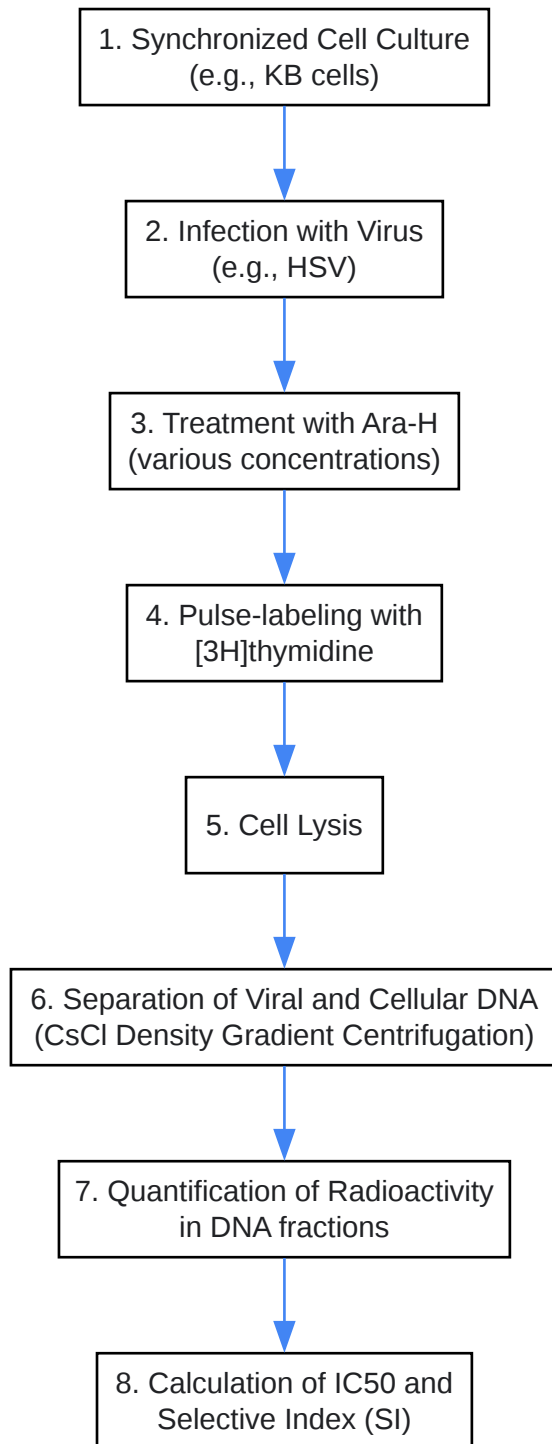 1. Synchronized Cell Culture
(e.g., KB cells)
2. Infection with Virus
(e.g., HSV)
3. Treatment with Ara-H
(various concentrations)
4. Pulse-labeling with
[3H]thymidine
5. Cell Lysis
6. Separation of Viral and Cellular DNA
(CsCl Density Gradient Centrifugation)
7. Quantification of Radioactivity
in DNA fractions
8. Calculation of IC50 and
Selective Index (SI)